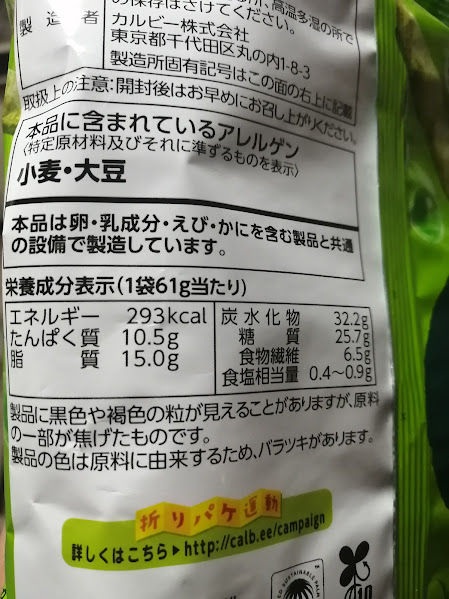 の保存はさけてください。
製造者 カルビー株式会社
東京都千代田区丸の内1-8-3
製造所固有記号はこの面の右上に記載
取扱上の注意:開封後はお早めにお召し上がりください。
本品に含まれているアレルゲン
〈特定原材料及びそれに準ずるものを表示〉
小麦・大豆
本品は卵・乳成分・えび・かにを含む製品と共通
の設備で製造しています。
栄養成分表示(1袋61g当たり)
エネルギー 293kcal
たんぱく質 10.5g
脂質 15.0g
炭水化物 32.2g
糖質 25.7g
食物繊維 6.5g
食塩相当量 0.4〜0.9g
製品に黒色や褐色の粒が見えることがありますが、原料
の一部が焦げたものです。
製品の色は原料に由来するため、バラツキがあります。
折りパケ運動
詳しくはこちら▶http://calb.ee/campaign